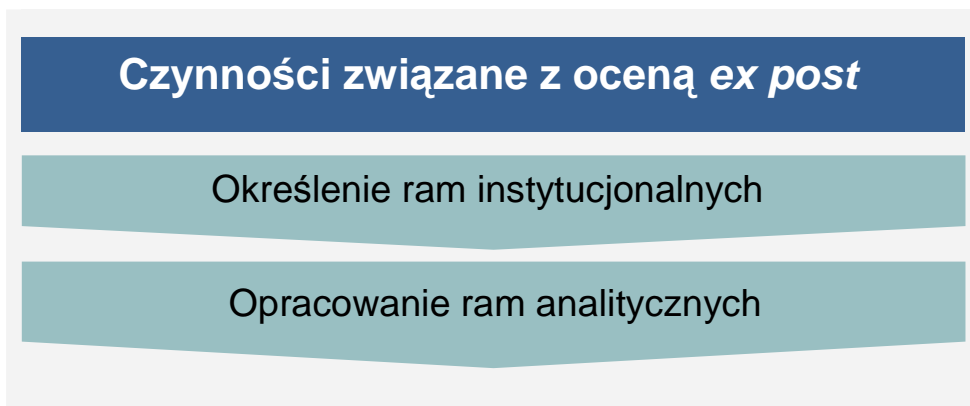 Czynności związane z oceną ex post
Określenie ram instytucjonalnych
Opracowanie ram analitycznych